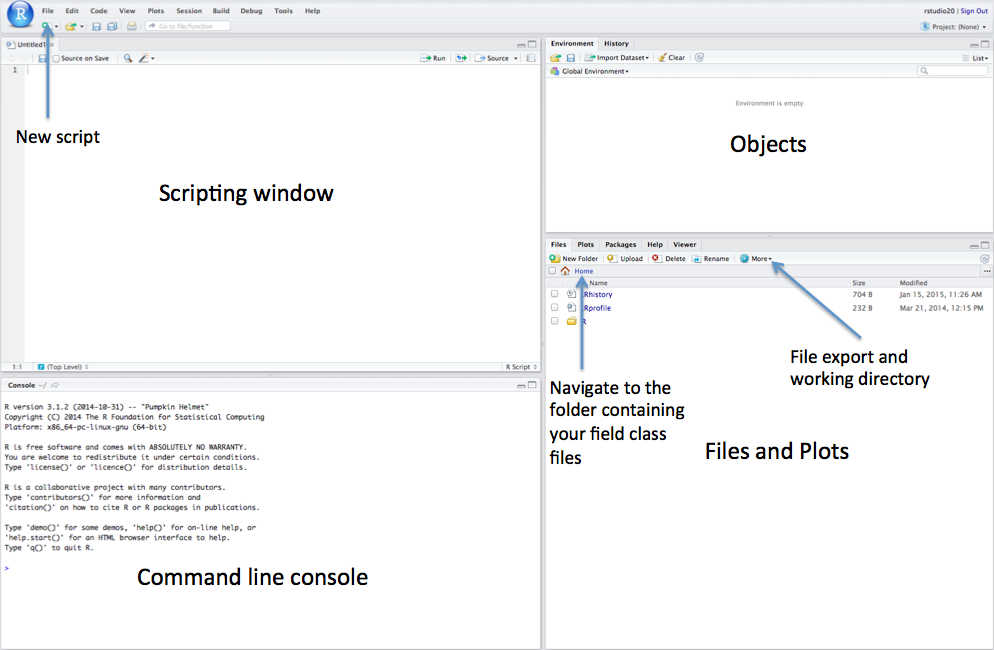 R
File Edit Code View Plots Session Build Debug Tools Help
rstudio20 | Sign Out
Go to file/function
Project: (None)
Untitled1
Source on Save
Run
Source
1
New script
Scripting window
1:1
(Top Level)
R Script
Environment History
Import Dataset
Clear
List
Global Environment
Environment is empty
Objects
Files Plots Packages Help Viewer
New Folder Upload Delete Rename More
Home
Name Size Modified
.Rhistory 704 B Jan 15, 2015, 11:26 AM
.Rprofile 232 B Mar 21, 2014, 12:15 PM
R
File export and
working directory
Navigate to the
folder containing
your field class
files
Files and Plots
Console ~/
R version 3.1.2 (2014-10-31) -- "Pumpkin Helmet"
Copyright (C) 2014 The R Foundation for Statistical Computing
Platform: x86_64-pc-linux-gnu (64-bit)
R is free software and comes with ABSOLUTELY NO WARRANTY.
You are welcome to redistribute it under certain conditions.
Type 'license()' or 'licence()' for distribution details.
R is a collaborative project with many contributors.
Type 'contributors()' for more information and
'citation()' on how to cite R or R packages in publications.
Type 'demo()' for some demos, 'help()' for on-line help, or
'help.start()' for an HTML browser interface to help.
Type 'q()' to quit R.
>
Command line console